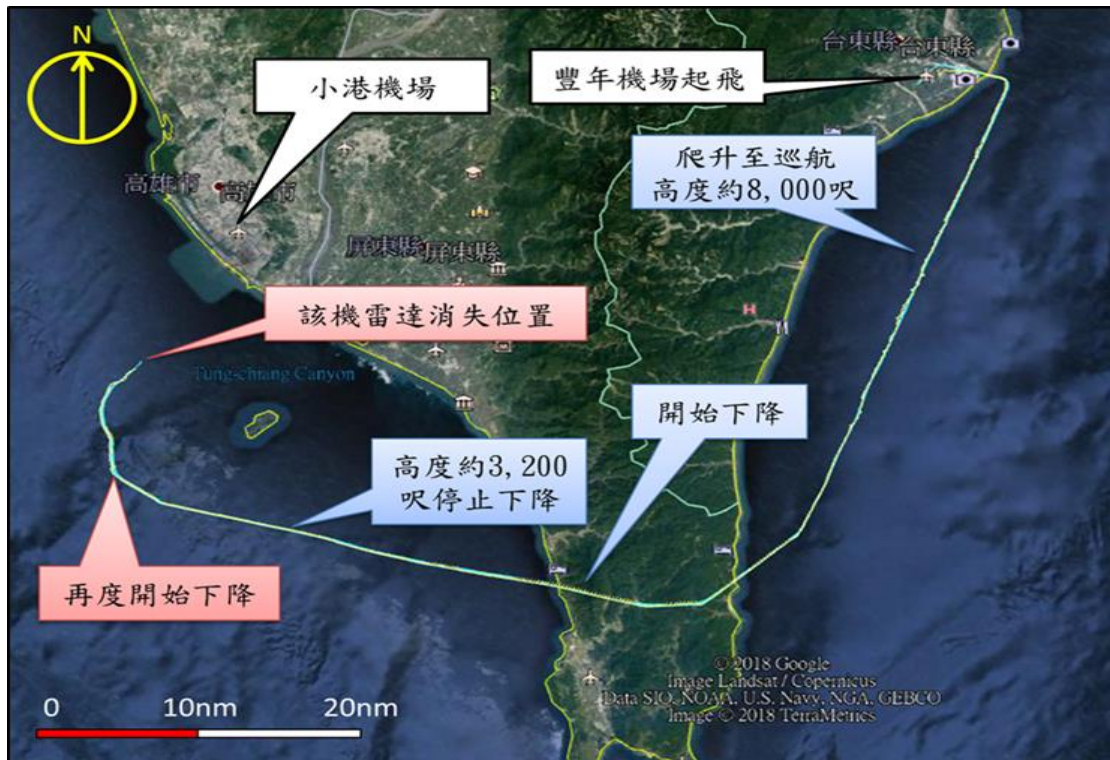 N
小港機場
豐年機場起飛
台東縣
台東縣
爬升至巡航
高度約8,000呎
高雄市
高雄市
屏東縣
屏東縣
H
該機雷達消失位置
Tung-chiang Canyon
開始下降
高度約3,200
呎停止下降
再度開始下降
© 2018 Google
Image Landsat / Copernicus
Data SIO, NOAA, U.S. Navy, NGA, GEBCO
Image © 2018 TerraMetrics
0 10nm 20nm